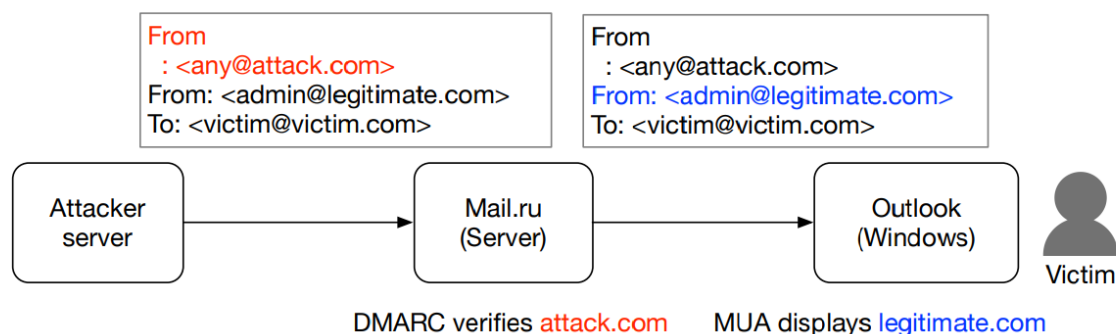 From
: <any@attack.com>
From: <admin@legitimate.com>
To: <victim@victim.com>
From
: <any@attack.com>
From: <admin@legitimate.com>
To: <victim@victim.com>
Attacker
server
Mail.ru
(Server)
Outlook
(Windows)
Victim
DMARC verifies attack.com
MUA displays legitimate.com